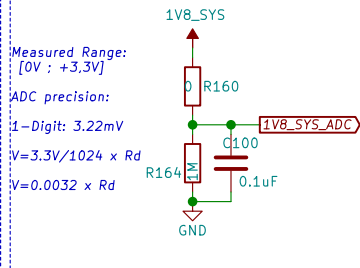 1V8_SYS
Measured Range:
[0V ; +3,3V]
0 R160
ADC precision:
1-Digit: 3.22mV
1V8_SYS_ADC
C100
V=3.3V/1024 x Rd
R164 1M
0.1uF
V=0.0032 x Rd
GND